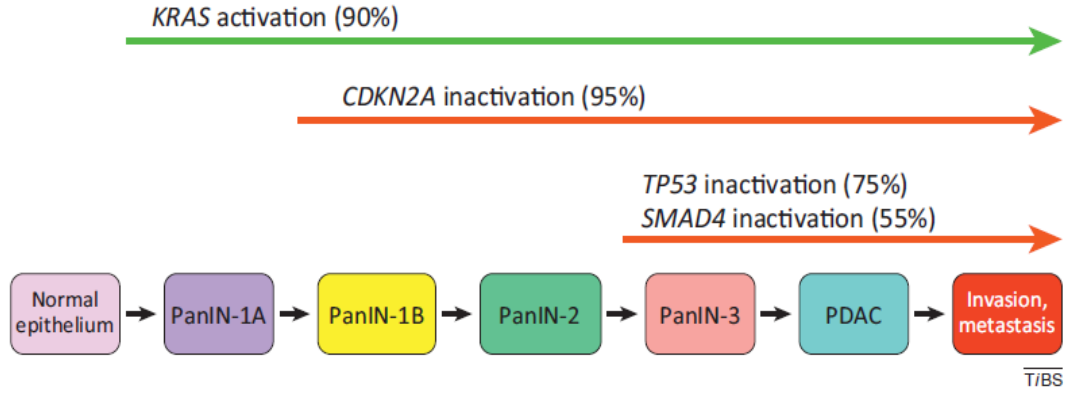 KRAS activation (90%)
CDKN2A inactivation (95%)
TP53 inactivation (75%)
SMAD4 inactivation (55%)
Normal
epithelium
PanIN-1A
PanIN-1B
PanIN-2
PanIN-3
PDAC
Invasion,
metastasis
TiBS